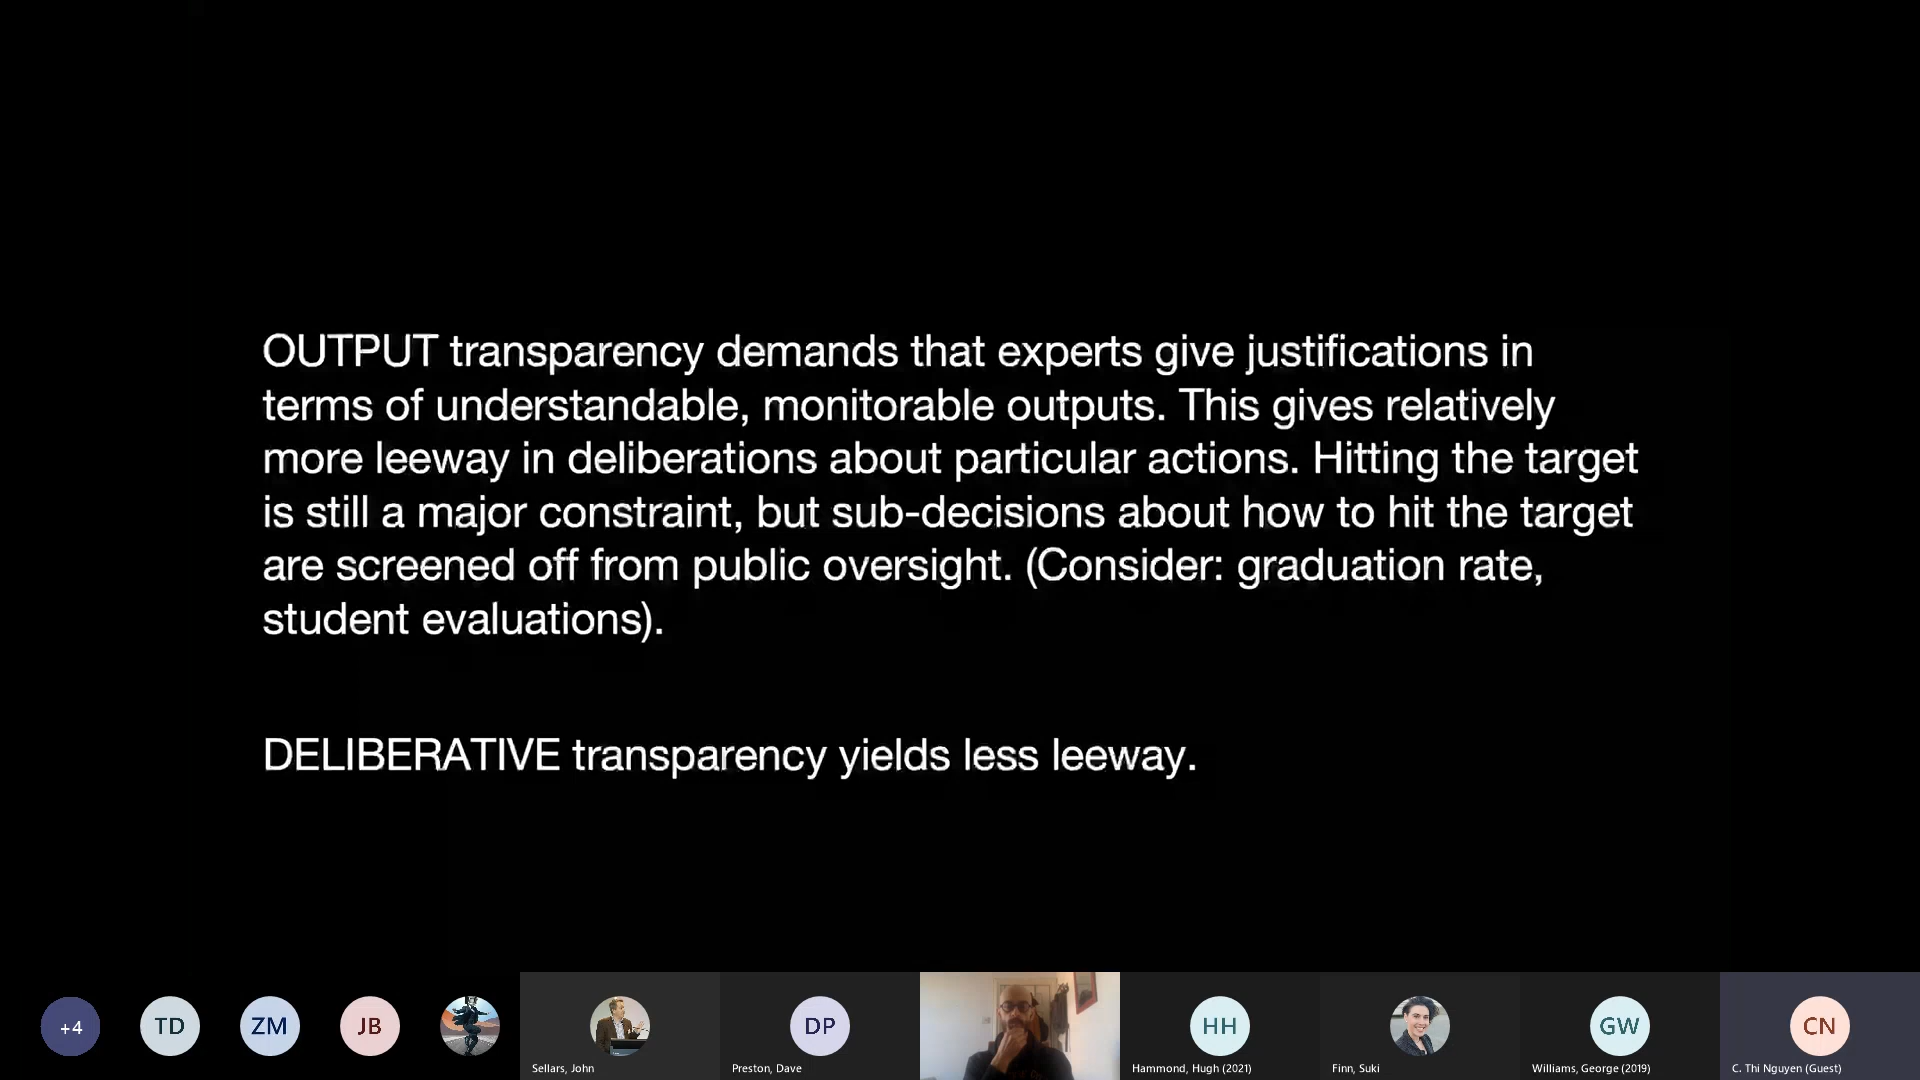 OUTPUT transparency demands that experts give justifications in
terms of understandable, monitorable outputs. This gives relatively
more leeway in deliberations about particular actions. Hitting the target
is still a major constraint, but sub-decisions about how to hit the target
are screened off from public oversight. (Consider: graduation rate,
student evaluations).
DELIBERATIVE transparency yields less leeway.
+4
TD
ZM
JB
Sellars, John
DP
Preston, Dave
HH
Hammond, Hugh (2021)
Finn, Suki
GW
Williams, George (2019)
CN
C. Thi Nguyen (Guest)